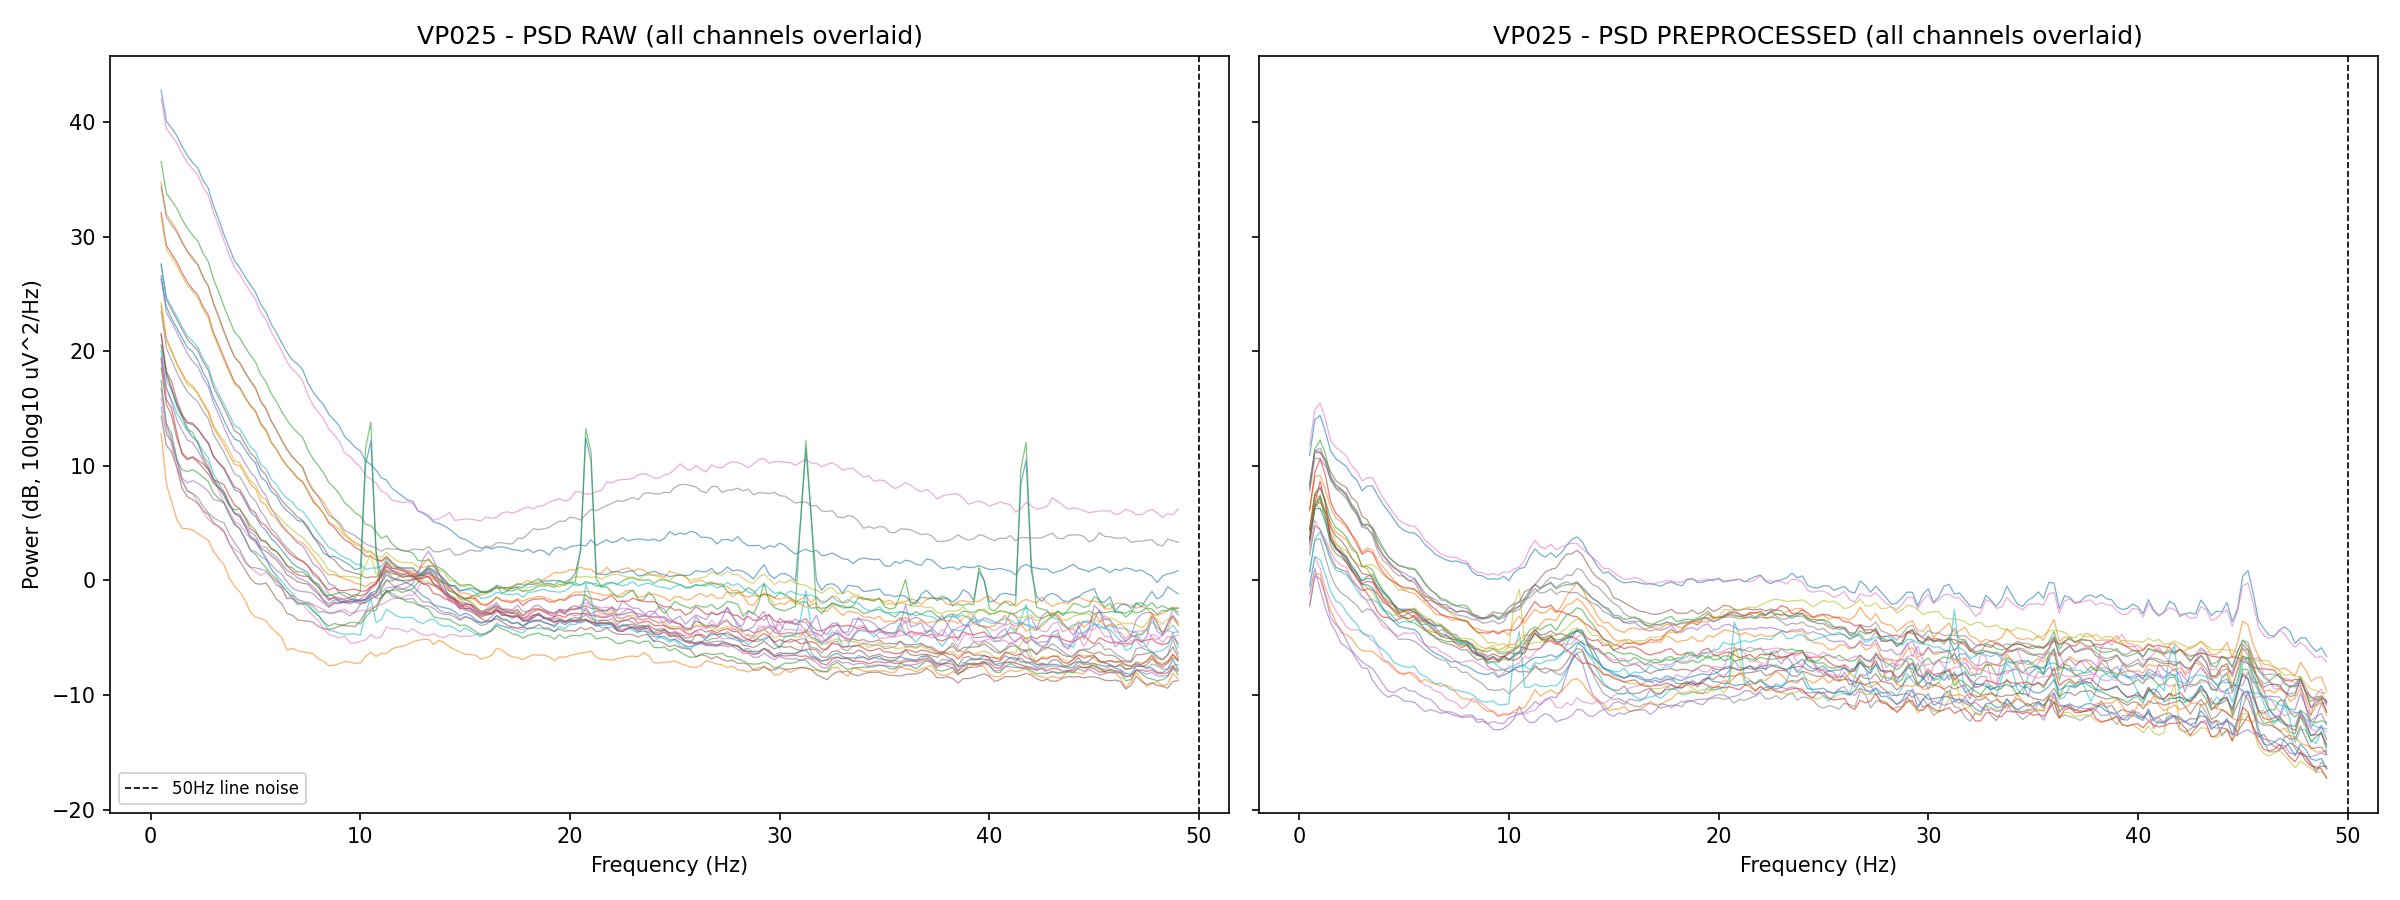 VP025 - PSD RAW (all channels overlaid)
VP025 - PSD PREPROCESSED (all channels overlaid)
Power (dB, 10log10 uV^2/Hz)
40
30
20
10
0
−10
−20
50Hz line noise
0 10 20 30 40 50
0 10 20 30 40 50
Frequency (Hz)
Frequency (Hz)